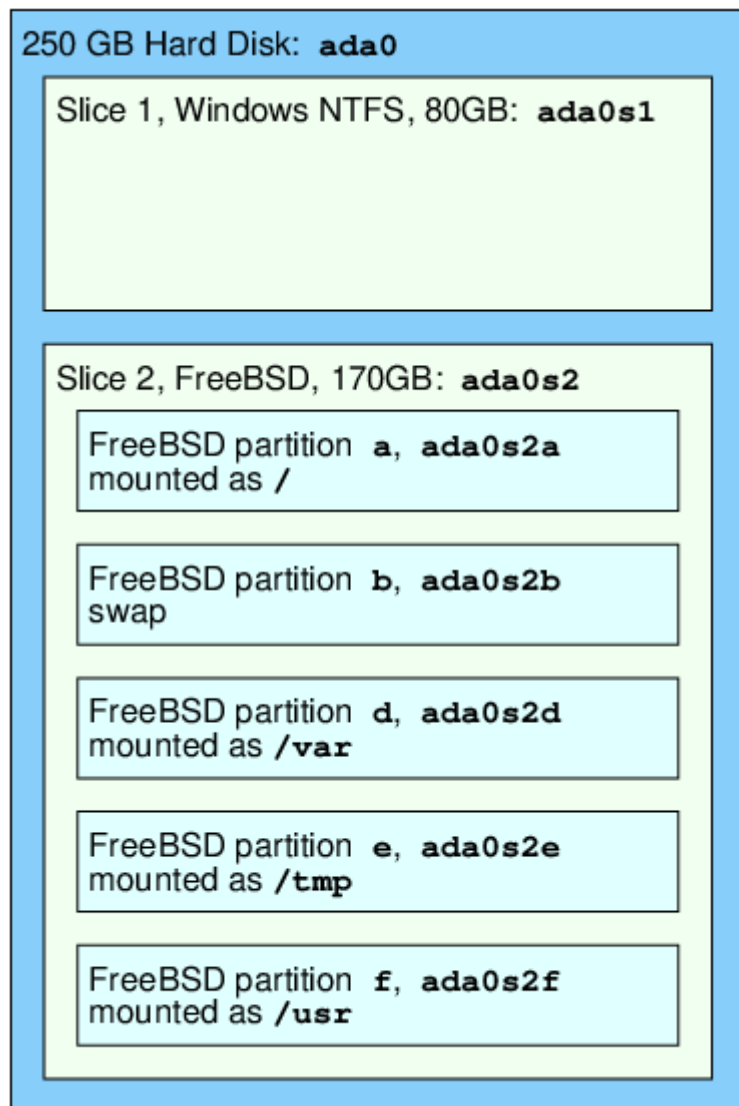 250 GB Hard Disk: ada0
Slice 1, Windows NTFS, 80GB: ada0s1
Slice 2, FreeBSD, 170GB: ada0s2
FreeBSD partition a, ada0s2a
mounted as /
FreeBSD partition b, ada0s2b
swap
FreeBSD partition d, ada0s2d
mounted as /var
FreeBSD partition e, ada0s2e
mounted as /tmp
FreeBSD partition f, ada0s2f
mounted as /usr